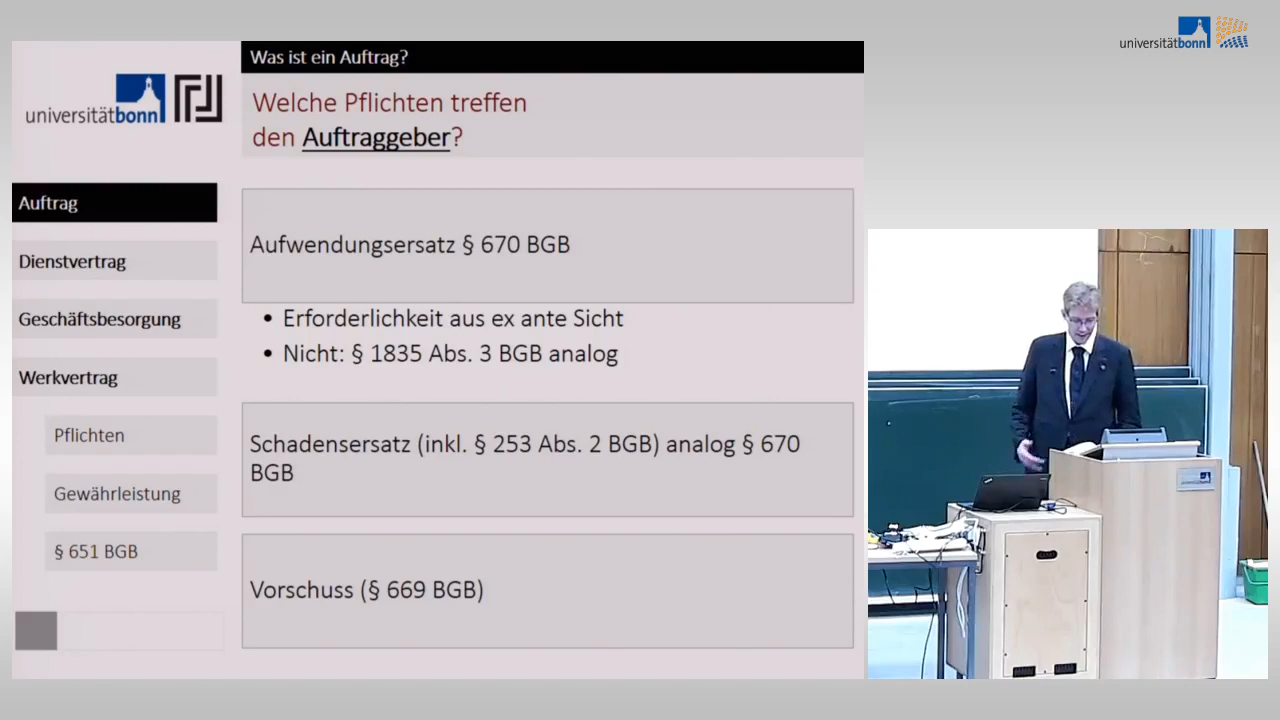 universitätbonn
Was ist ein Auftrag?
universitätbonn
Welche Pflichten treffen
den Auftraggeber?
Auftrag
Dienstvertrag
Geschäftsbesorgung
Werkvertrag
Pflichten
Gewährleistung
§ 651 BGB
Aufwendungsersatz § 670 BGB
• Erforderlichkeit aus ex ante Sicht
• Nicht: § 1835 Abs. 3 BGB analog
Schadensersatz (inkl. § 253 Abs. 2 BGB) analog § 670
BGB
Vorschuss (§ 669 BGB)